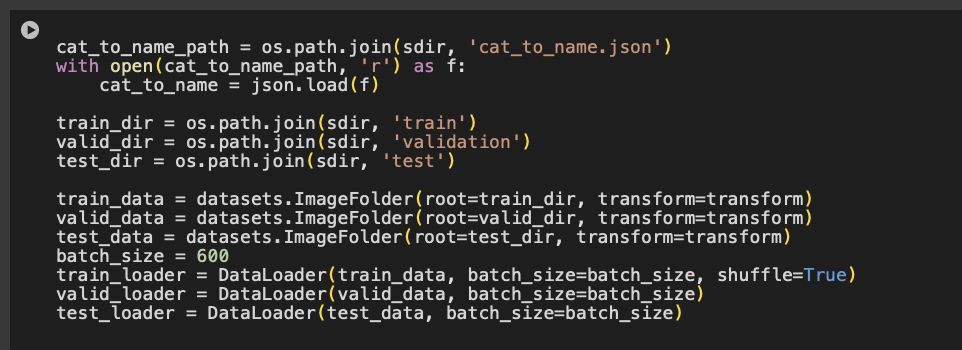 cat_to_name_path = os.path.join(sdir, 'cat_to_name.json')
with open(cat_to_name_path, 'r') as f:
    cat_to_name = json.load(f)
train_dir = os.path.join(sdir, 'train')
valid_dir = os.path.join(sdir, 'validation')
test_dir = os.path.join(sdir, 'test')
train_data = datasets.ImageFolder(root=train_dir, transform=transform)
valid_data = datasets.ImageFolder(root=valid_dir, transform=transform)
test_data = datasets.ImageFolder(root=test_dir, transform=transform)
batch_size = 600
train_loader = DataLoader(train_data, batch_size=batch_size, shuffle=True)
valid_loader = DataLoader(valid_data, batch_size=batch_size)
test_loader = DataLoader(test_data, batch_size=batch_size)